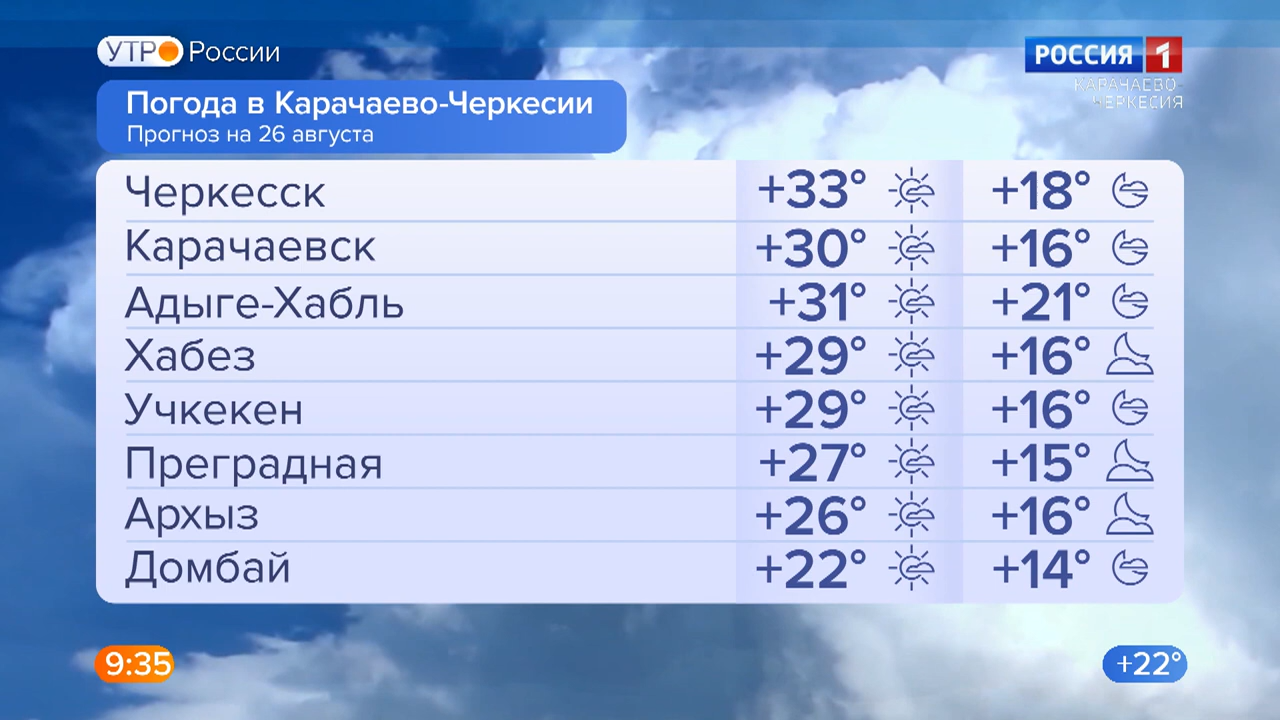 УТРО России
РОССИЯ 1
КАРАЧАЕВО-
ЧЕРКЕСИЯ
Погода в Карачаево-Черкесии
Прогноз на 26 августа
Черкесск +33° +18°
Карачаевск +30° +16°
Адыге-Хабль +31° +21°
Хабез +29° +16°
Учкекен +29° +16°
Преградная +27° +15°
Архыз +26° +16°
Домбай +22° +14°
9:35 +22°